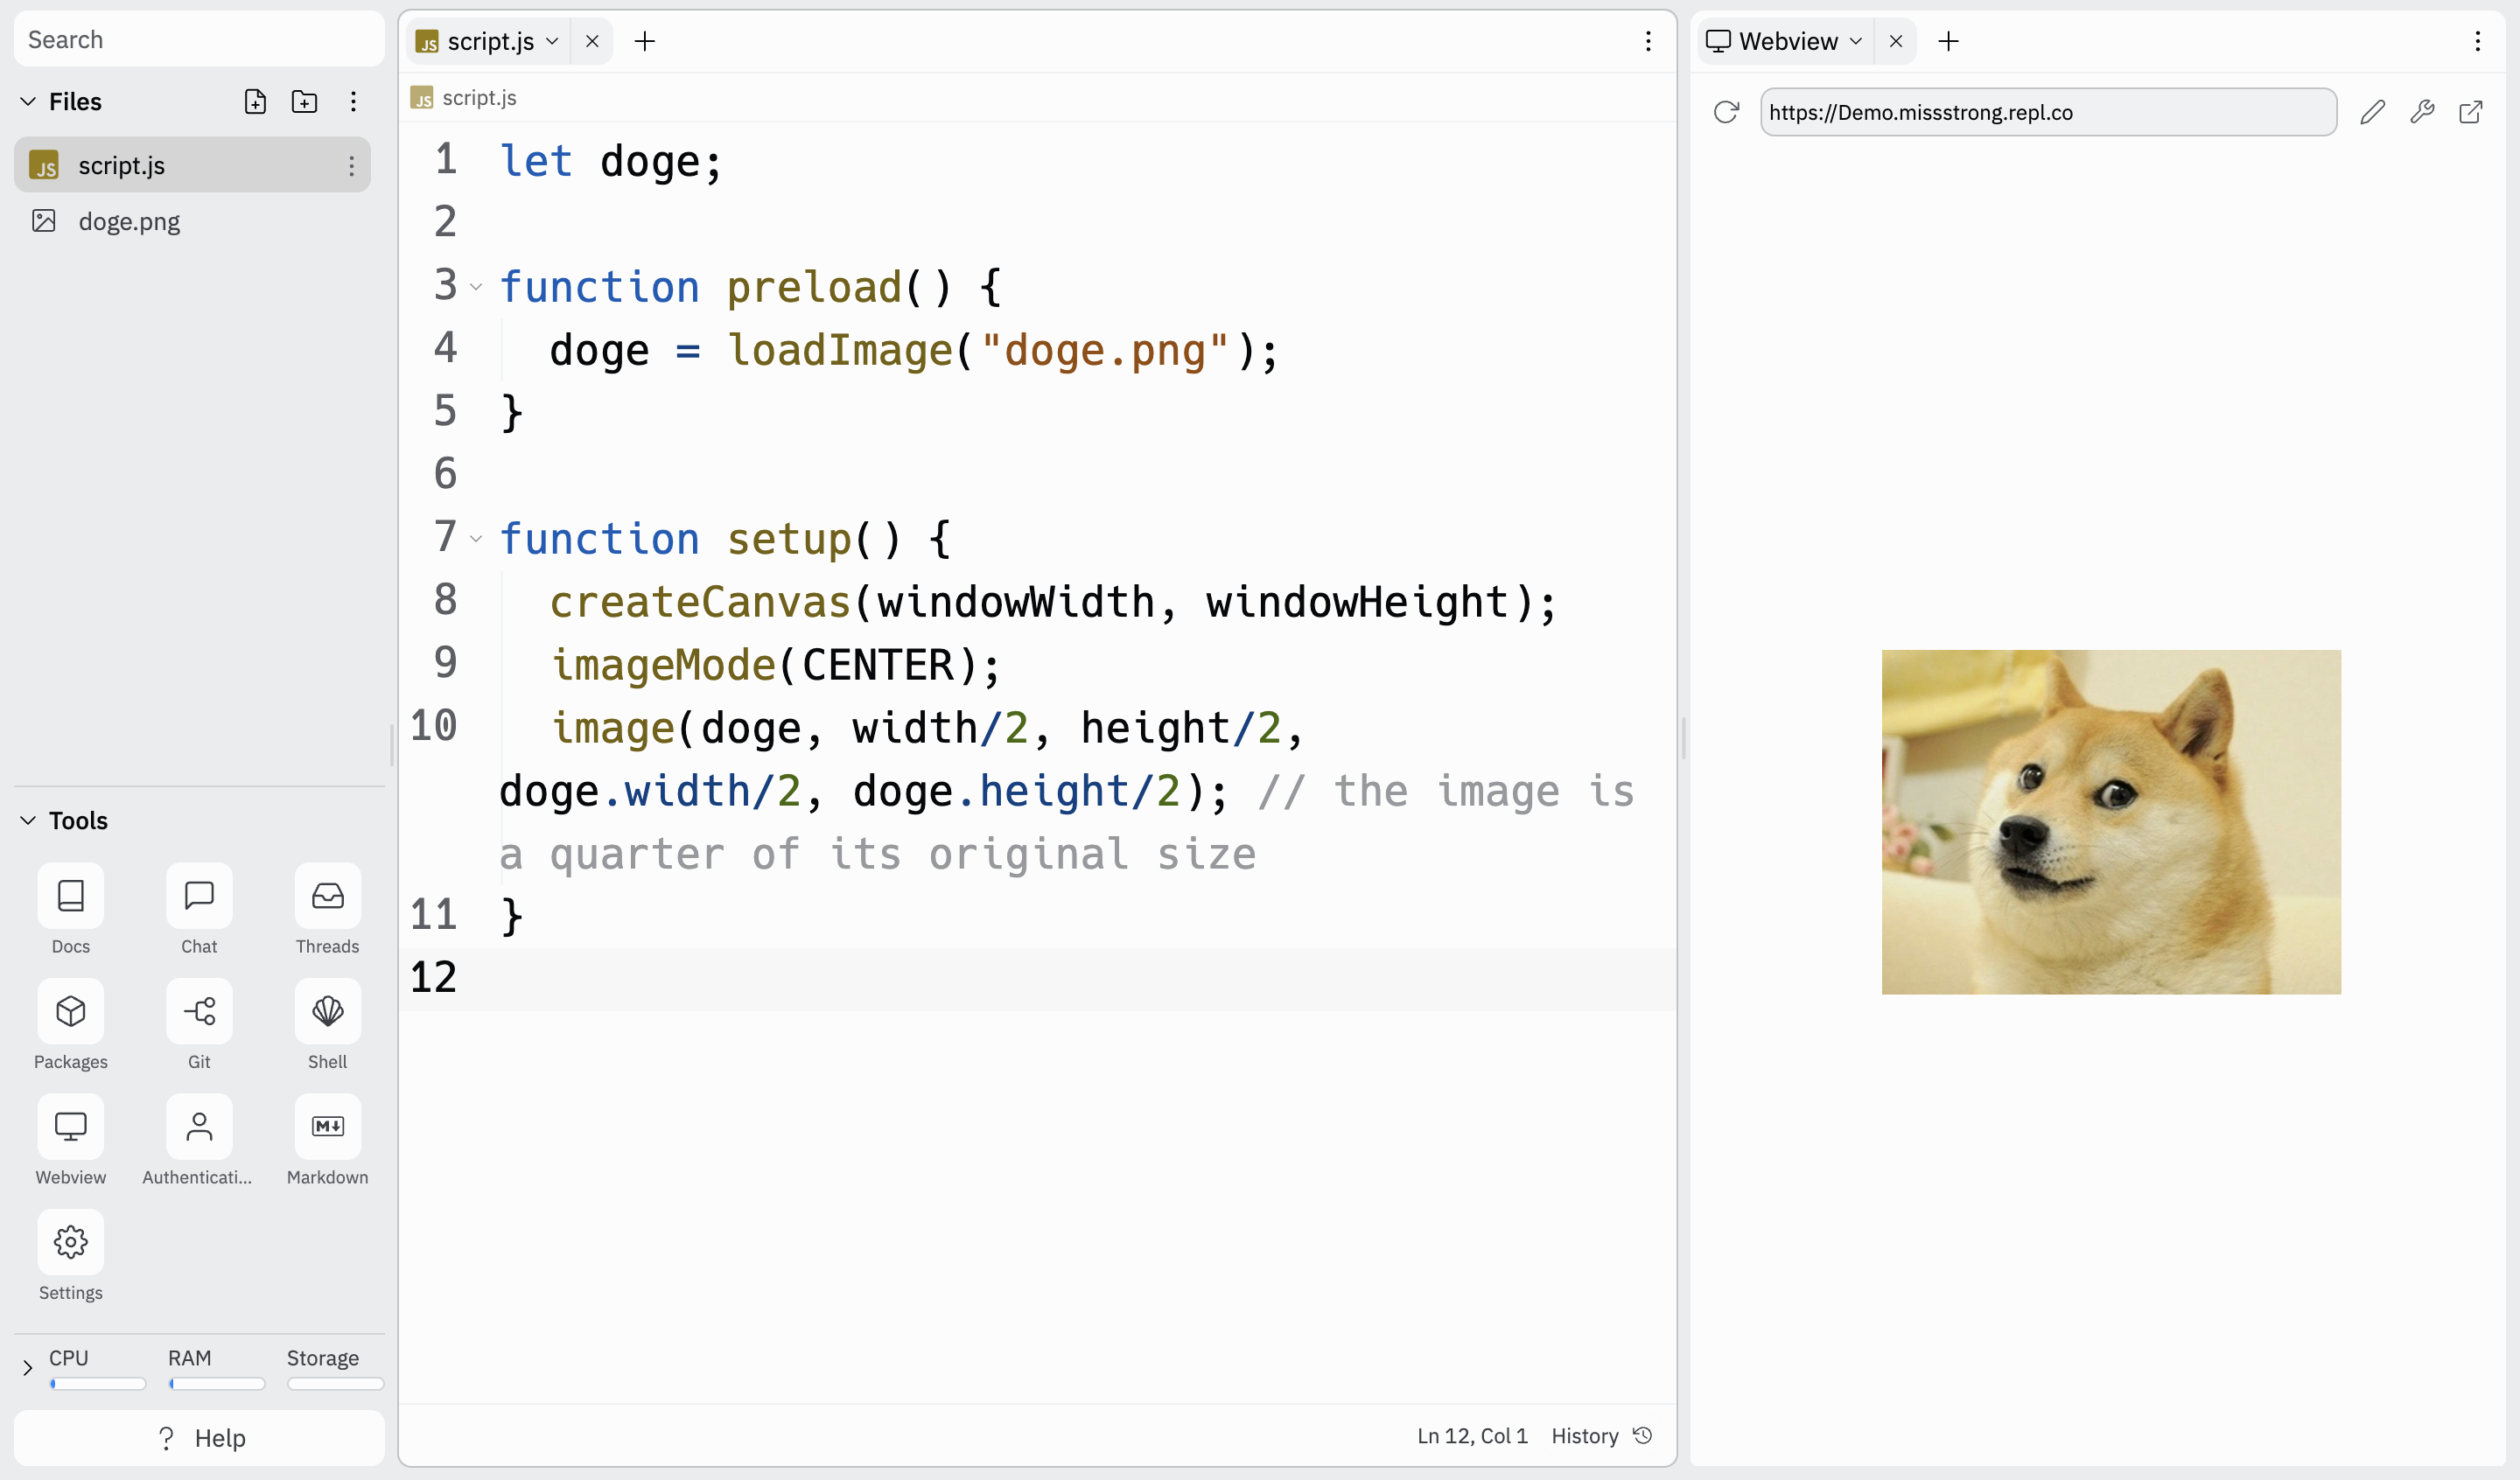 Search
Files
script.js
doge.png
Tools
Docs
Chat
Threads
Packages
Git
Shell
Webview
Authenticati...
Markdown
Settings
CPU
RAM
Storage
? Help
JS script.js
JS script.js
1 let doge;
2
3 function preload() {
4 doge = loadImage("doge.png");
5 }
6
7 function setup() {
8 createCanvas(windowWidth, windowHeight);
9 imageMode(CENTER);
10 image(doge, width/2, height/2,
doge.width/2, doge.height/2); // the image is
a quarter of its original size
11 }
12
Ln 12, Col 1 History
Webview
https://Demo.missstrong.repl.co